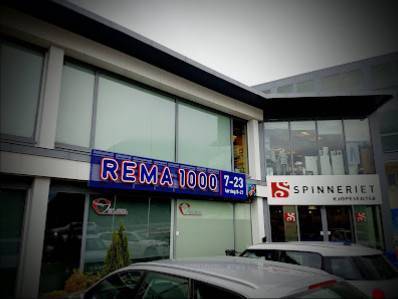 REMA 1000
7-23
SPINNERIET
KJØPESENTER